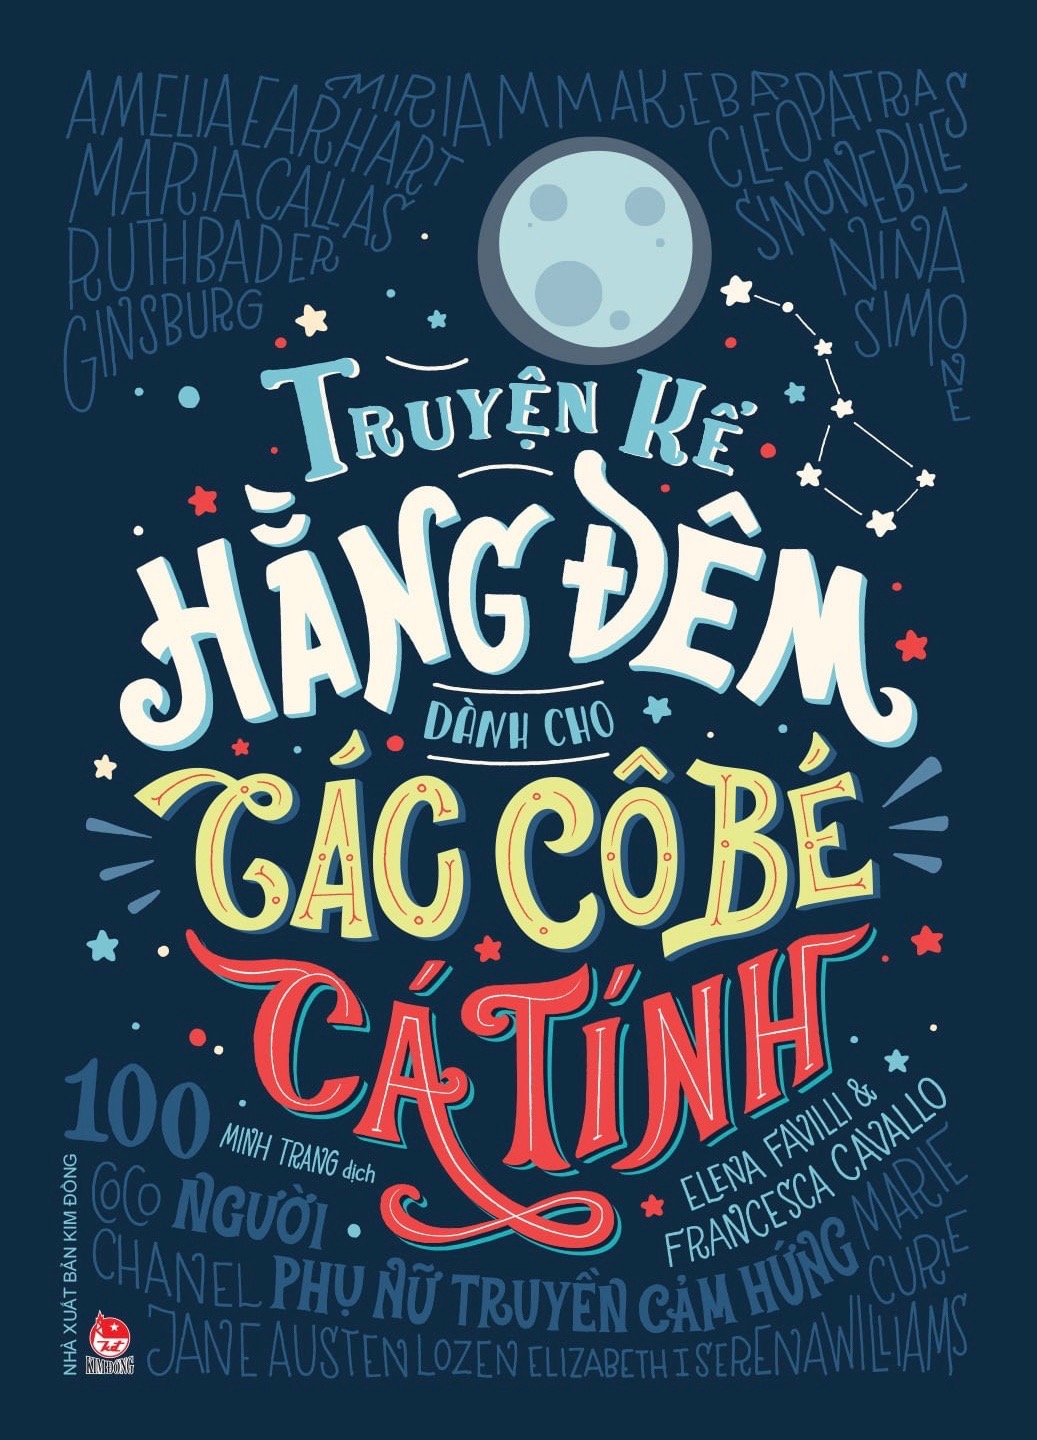 AMELIA EARHART
MIRIAM MAKEBA
CLEOPATRA
MARIA CALLAS
SIMONE BILES
RUTH BADER
GINSBURG
NINA
SIMONE
TRUYỆN KỂ
HẰNG ĐÊM
DÀNH CHO
CÁC CÔ BÉ
CÁ TÍNH
100
MINH TRANG dịch
ELENA FAVILLI &
FRANCESCA CAVALLO
COCO
NGƯỜI
MARIE
CHANEL
PHỤ NỮ TRUYỀN CẢM HỨNG
CURIE
JANE AUSTEN LOZEN ELIZABETH I SERENA WILLIAMS
NHÀ XUẤT BẢN KIM ĐỒNG
kđ
KIM ĐỒNG